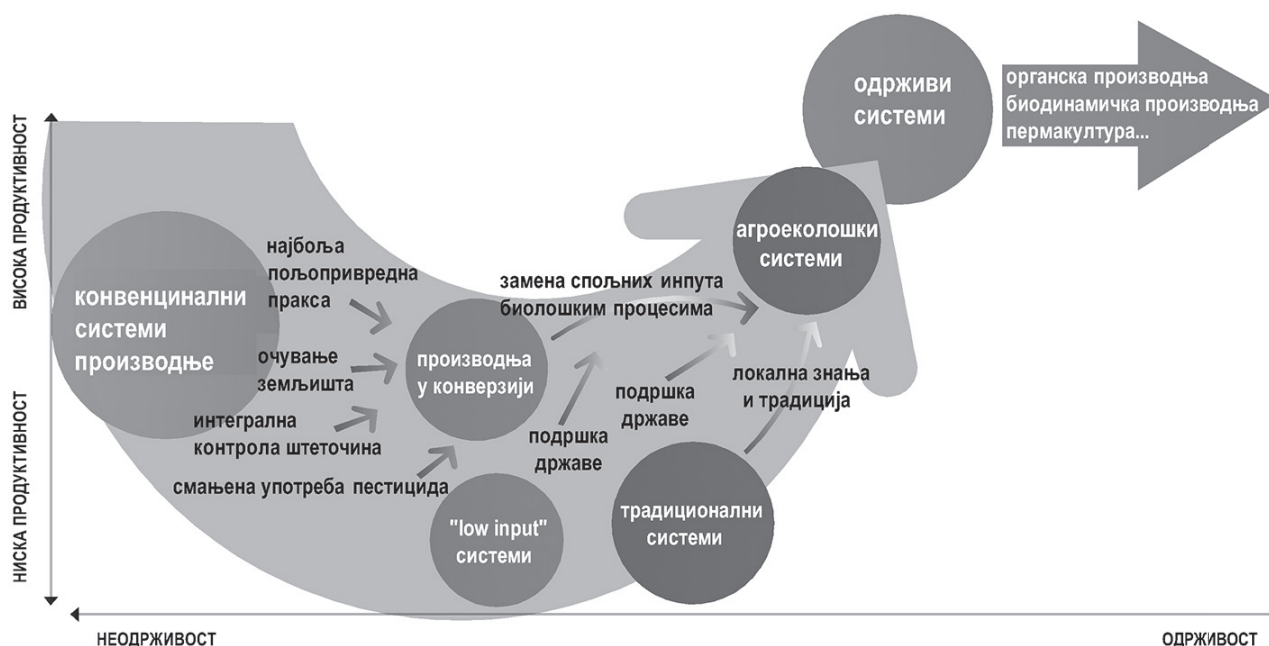 одрживи
системи
органска производња
биодинамичка производња
пермакултура...
ВИСОКА ПРОДУКТИВНОСТ
НИСКА ПРОДУКТИВНОСТ
конвенцинални
системи
производње
најбоља
пољопривредна
пракса
очување
земљишта
интегрална
контрола штеточина
смањена употреба пестицида
производња
у конверзији
"low input"
системи
замена спољних инпута
биолошким процесима
подршка
државе
подршка
државе
агроеколошки
системи
локална знања
и традиција
традиционални
системи
НЕОДРЖИВОСТ
ОДРЖИВОСТ